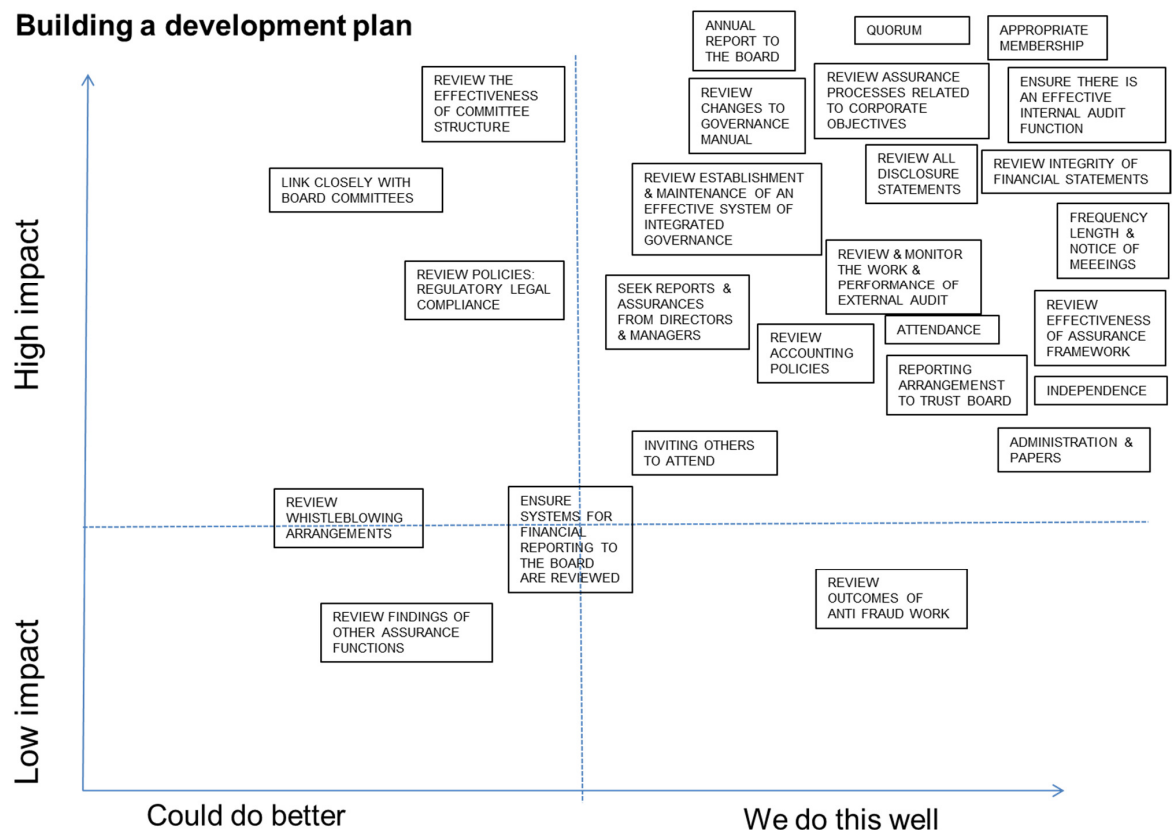 Building a development plan
ANNUAL
REPORT TO
THE BOARD
QUORUM
APPROPRIATE
MEMBERSHIP
REVIEW THE
EFFECTIVENESS
OF COMMITTEE
STRUCTURE
REVIEW
CHANGES TO
GOVERNANCE
MANUAL
REVIEW ASSURANCE
PROCESSES RELATED
TO CORPORATE
OBJECTIVES
ENSURE THERE IS
AN EFFECTIVE
INTERNAL AUDIT
FUNCTION
LINK CLOSELY WITH
BOARD COMMITTEES
REVIEW ESTABLISHMENT
& MAINTENANCE OF AN
EFFECTIVE SYSTEM OF
INTEGRATED
GOVERNANCE
REVIEW ALL
DISCLOSURE
STATEMENTS
REVIEW INTEGRITY OF
FINANCIAL STATEMENTS
FREQUENCY
LENGTH &
NOTICE OF
MEEEINGS
REVIEW POLICIES:
REGULATORY LEGAL
COMPLIANCE
SEEK REPORTS &
ASSURANCES
FROM DIRECTORS
& MANAGERS
REVIEW & MONITOR
THE WORK &
PERFORMANCE OF
EXTERNAL AUDIT
REVIEW
ACCOUNTING
POLICIES
ATTENDANCE
REVIEW
EFFECTIVENESS
OF ASSURANCE
FRAMEWORK
REPORTING
ARRANGEMENST
TO TRUST BOARD
INDEPENDENCE
INVITING OTHERS
TO ATTEND
ADMINISTRATION &
PAPERS
REVIEW
WHISTLEBLOWING
ARRANGEMENTS
ENSURE
SYSTEMS FOR
FINANCIAL
REPORTING TO
THE BOARD
ARE REVIEWED
REVIEW
OUTCOMES OF
ANTI FRAUD WORK
REVIEW FINDINGS OF
OTHER ASSURANCE
FUNCTIONS
High impact
Low impact
Could do better
We do this well